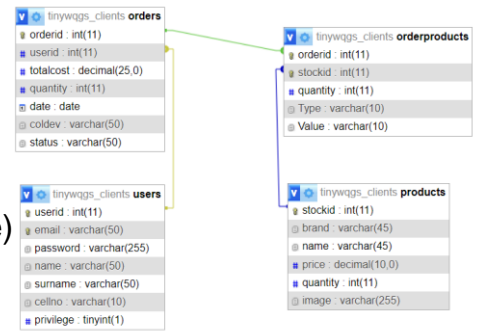 tinywqgs_clients orders
orderid : int(11)
userid : int(11)
totalcost : decimal(25,0)
quantity : int(11)
date : date
coldev : varchar(50)
status : varchar(50)
tinywqgs_clients orderproducts
orderid : int(11)
stockid : int(11)
quantity : int(11)
Type : varchar(10)
Value : varchar(10)
tinywqgs_clients users
userid : int(11)
email : varchar(50)
password : varchar(255)
name : varchar(50)
surname : varchar(50)
cellno : varchar(10)
privilege : tinyint(1)
tinywqgs_clients products
stockid : int(11)
brand : varchar(45)
name : varchar(45)
price : decimal(10,0)
quantity : int(11)
image : varchar(255)